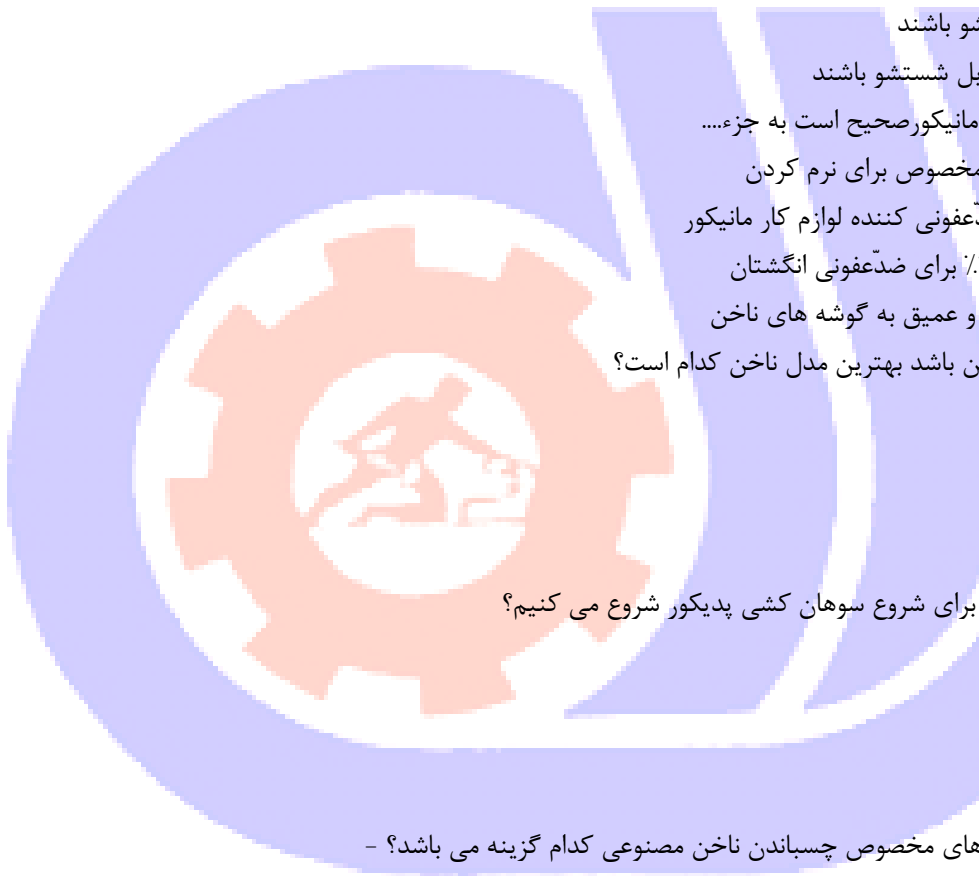 شو باشند
بل شستشو باشند
مانیکورصحیح است به جزء....
مخصوص برای نرم کردن
دّعفونی کننده لوازم کار مانیکور
٪ برای ضدّعفونی انگشتان
و عمیق به گوشه های ناخن
ن باشد بهترین مدل ناخن کدام است؟
برای شروع سوهان کشی پدیکور شروع می کنیم؟
های مخصوص چسباندن ناخن مصنوعی کدام گزینه می باشد؟ -